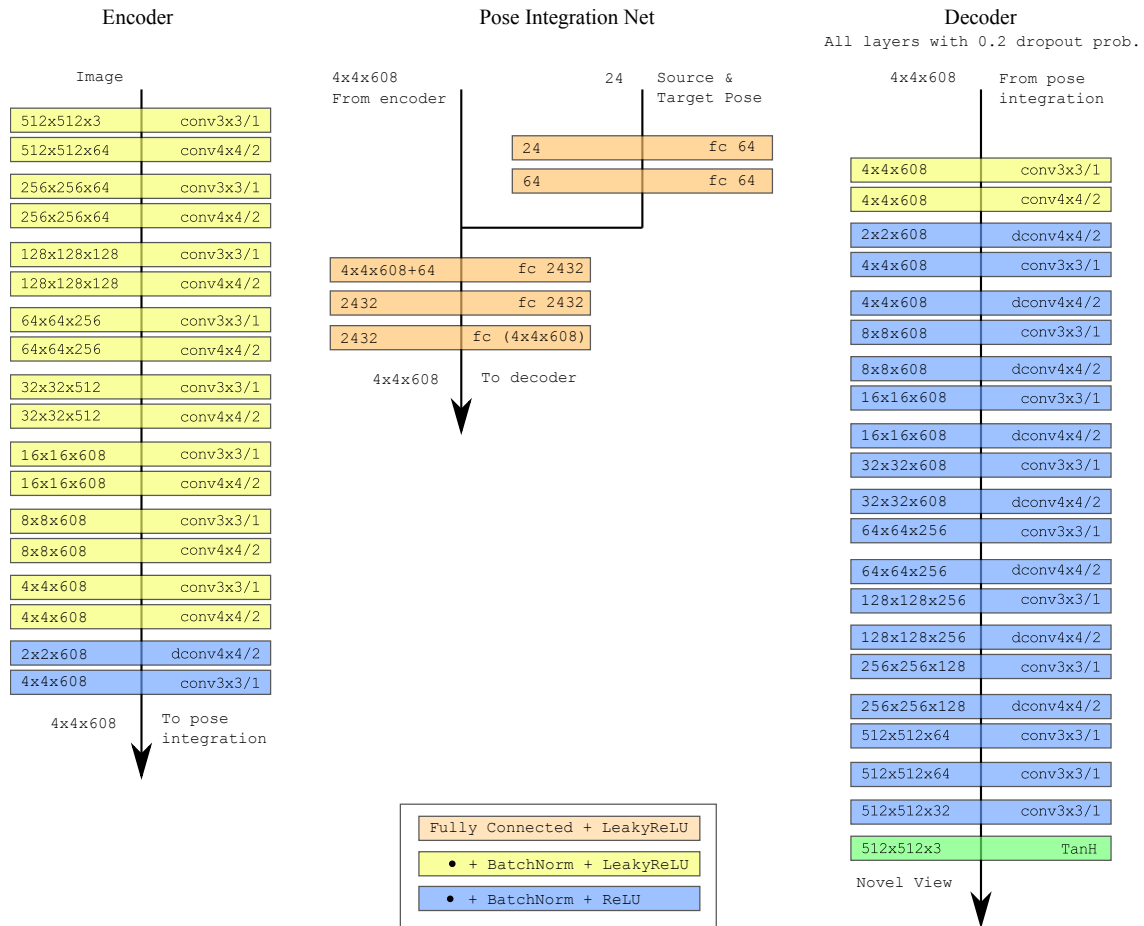 Encoder
Image
512x512x3 conv3x3/1
512x512x64 conv4x4/2
256x256x64 conv3x3/1
256x256x64 conv4x4/2
128x128x128 conv3x3/1
128x128x128 conv4x4/2
64x64x256 conv3x3/1
64x64x256 conv4x4/2
32x32x512 conv3x3/1
32x32x512 conv4x4/2
16x16x608 conv3x3/1
16x16x608 conv4x4/2
8x8x608 conv3x3/1
8x8x608 conv4x4/2
4x4x608 conv3x3/1
4x4x608 conv4x4/2
2x2x608 dconv4x4/2
4x4x608 conv3x3/1
4x4x608
To pose
integration
Pose Integration Net
4x4x608
From encoder
24
Source &
Target Pose
24 fc 64
64 fc 64
4x4x608+64 fc 2432
2432 fc 2432
2432 fc (4x4x608)
4x4x608
To decoder
Fully Connected + LeakyReLU
• + BatchNorm + LeakyReLU
• + BatchNorm + ReLU
Decoder
All layers with 0.2 dropout prob.
4x4x608
From pose
integration
4x4x608 conv3x3/1
4x4x608 conv4x4/2
2x2x608 dconv4x4/2
4x4x608 conv3x3/1
4x4x608 dconv4x4/2
8x8x608 conv3x3/1
8x8x608 dconv4x4/2
16x16x608 conv3x3/1
16x16x608 dconv4x4/2
32x32x608 conv3x3/1
32x32x608 dconv4x4/2
64x64x256 conv3x3/1
64x64x256 dconv4x4/2
128x128x256 conv3x3/1
128x128x256 dconv4x4/2
256x256x128 conv3x3/1
256x256x128 dconv4x4/2
512x512x64 conv3x3/1
512x512x64 conv3x3/1
512x512x32 conv3x3/1
512x512x3 TanH
Novel View